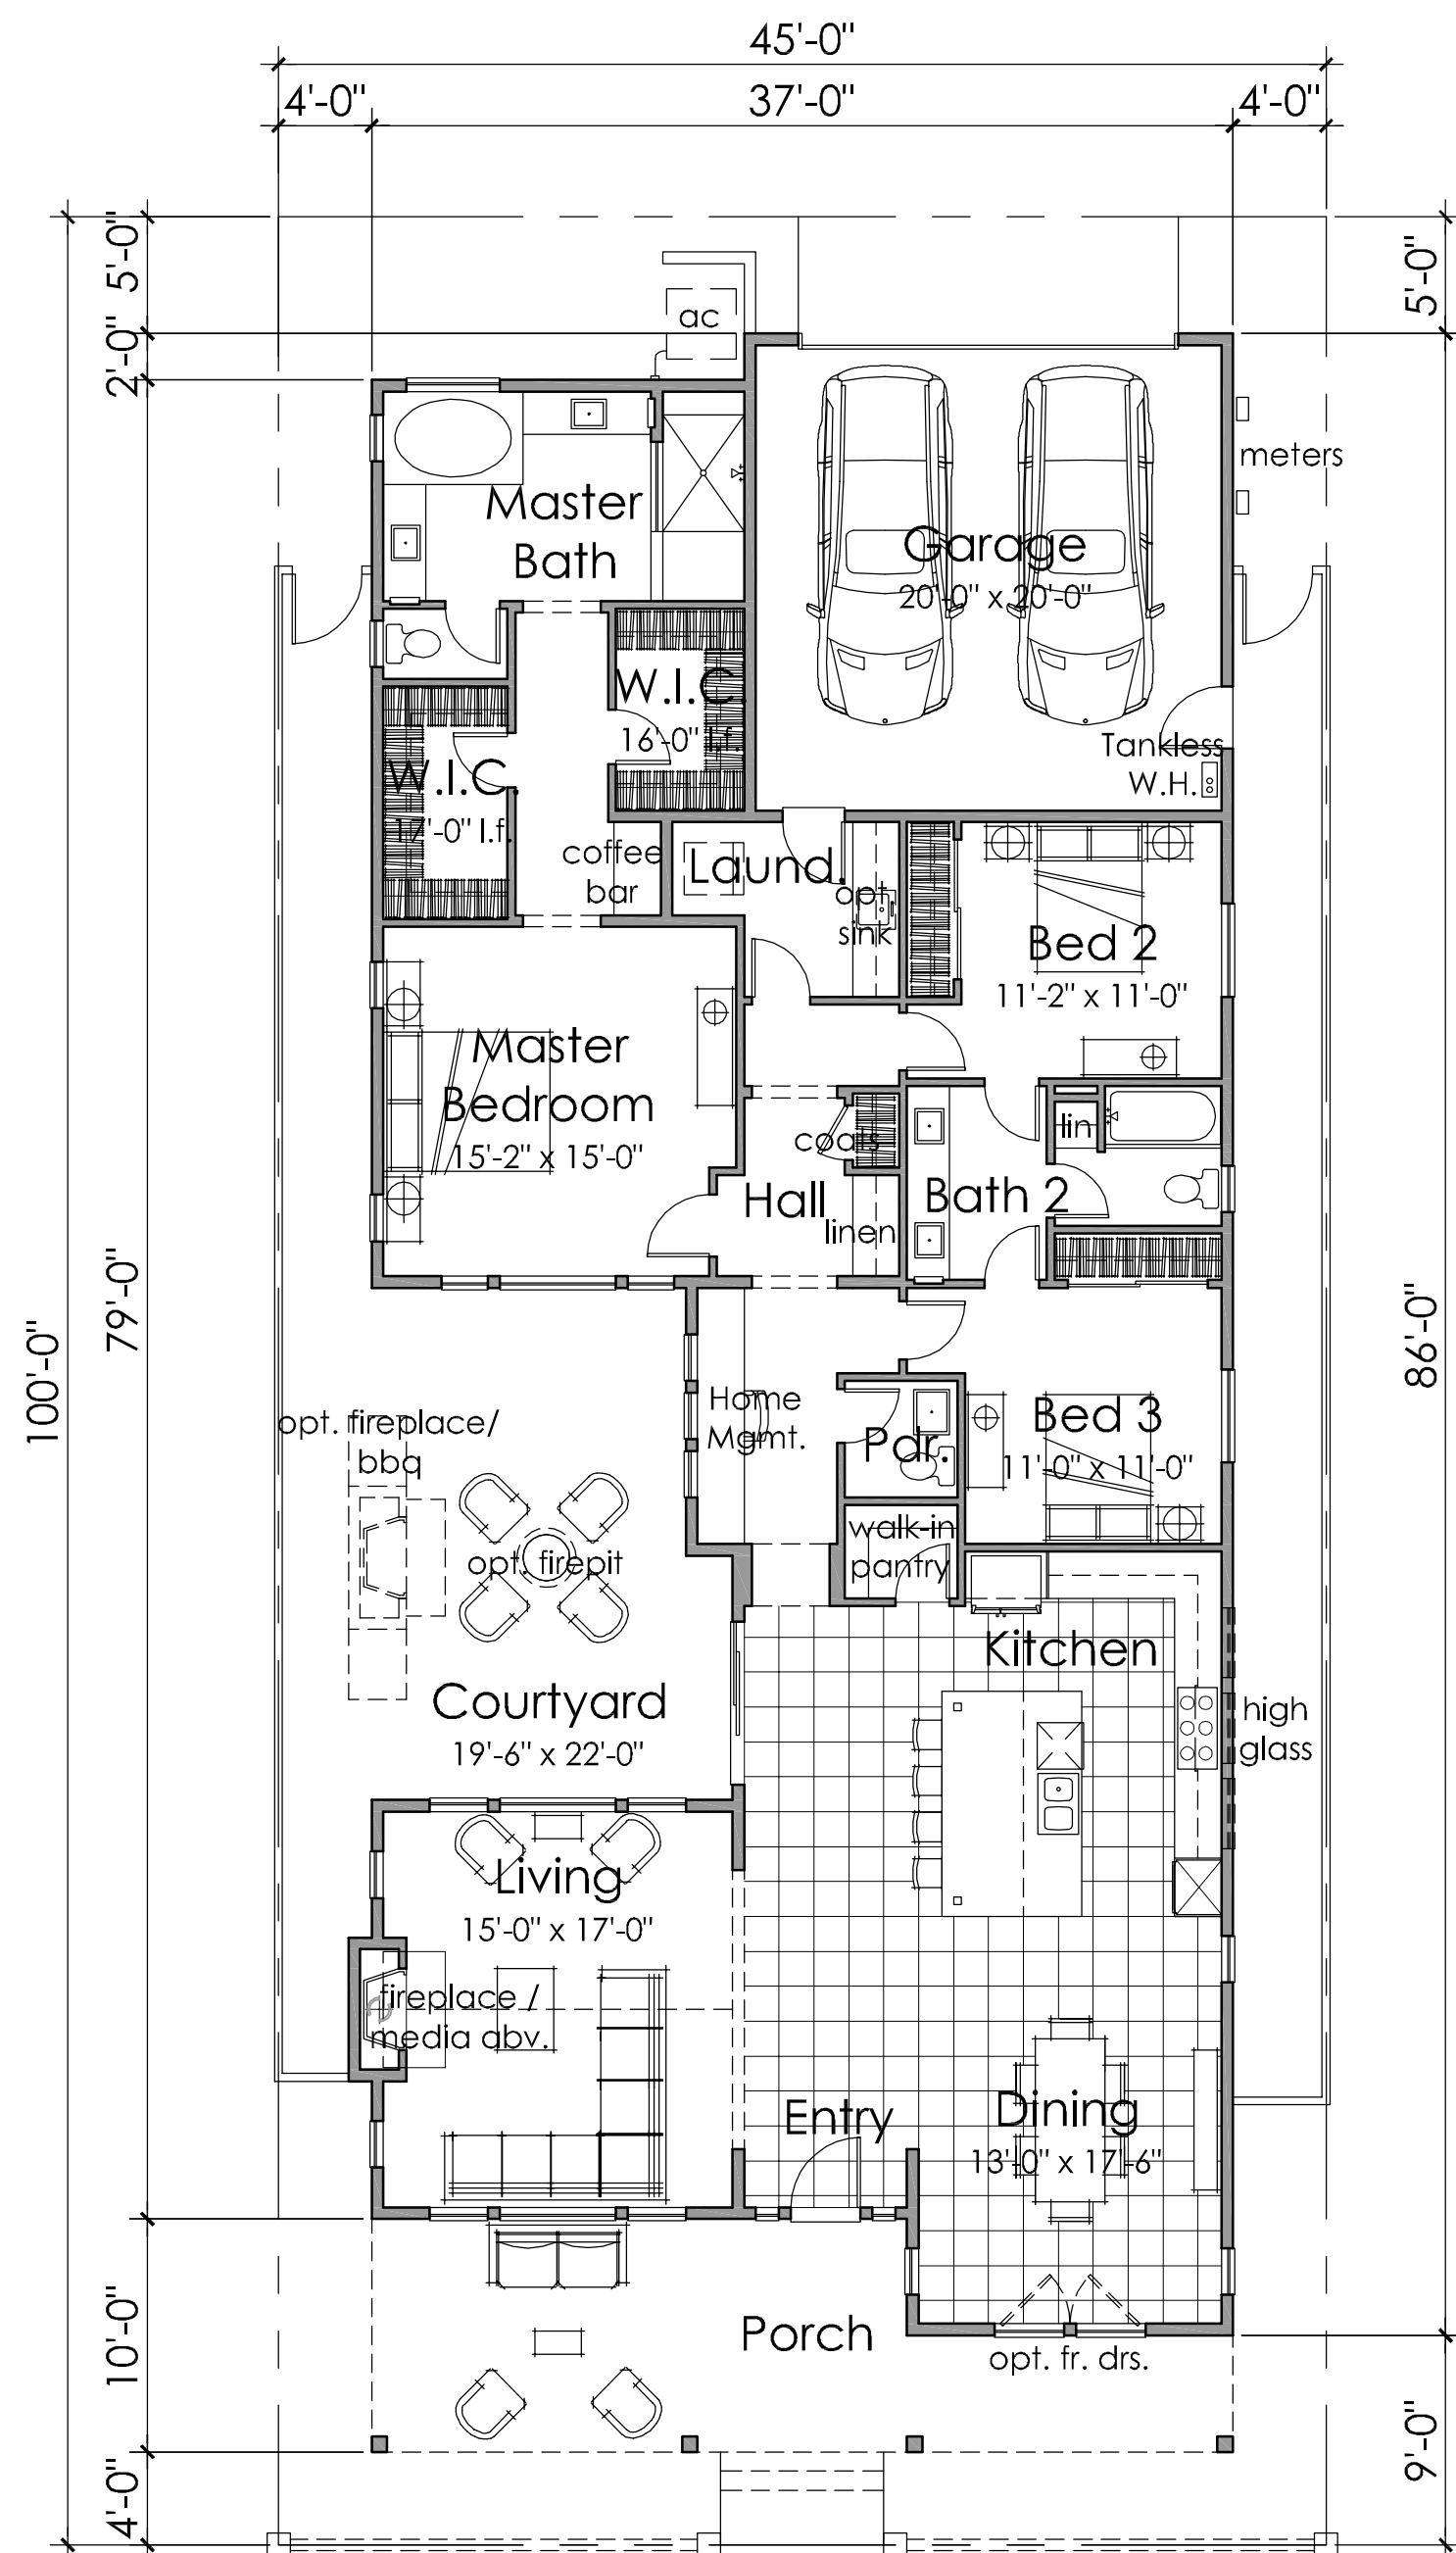 45'-0"
4'-0"
37'-0"
4'-0"
5'-0"
5'-0"
2'-0"
ac
meters
Master
Bath
Garage
20'-0" x 20'-0"
W.I.C.
16'-0" l.f.
Tankless
W.H.
W.I.C.
17'-0" l.f.
coffee
bar
Laund.
opt
sink
Bed 2
11'-2" x 11'-0"
Master
Bedroom
15'-2" x 15'-0"
coats
lin
Hall
linen
Bath 2
79'-0"
100'-0"
86'-0"
Home
Mgmt.
Pdr.
Bed 3
11'-0" x 11'-0"
opt. fireplace/
bbq
opt. firepit
walk-in
pantry
Kitchen
Courtyard
19'-6" x 22'-0"
high
glass
Living
15'-0" x 17'-0"
fireplace /
media abv.
Entry
Dining
13'-0" x 17'-6"
Porch
opt. fr. drs.
10'-0"
4'-0"
9'-0"